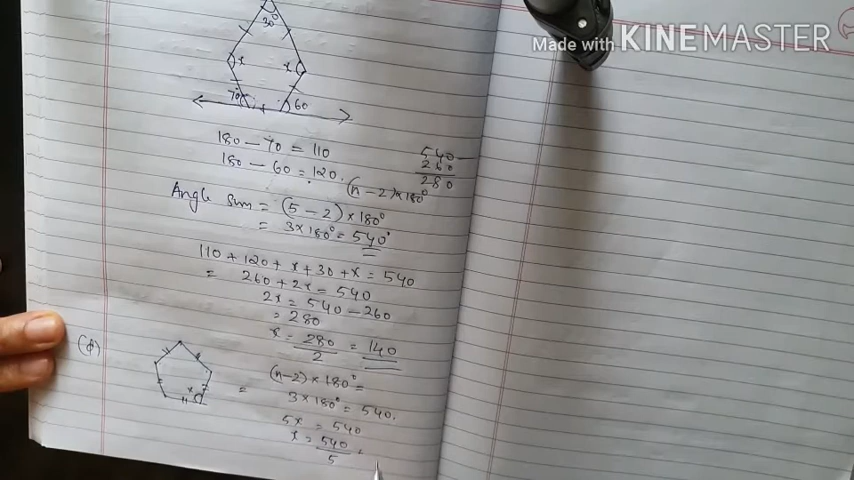 Made with KINEMASTER
30°
x x
70 60
180 - 70 = 110
180 - 60 = 120.
540
260
280
(n-2)×180°
Angle sum = (5-2)×180°
= 3×180° = 540°
110 + 120 + x + 30 + x = 540
= 260 + 2x = 540
2x = 540 - 260
= 280
x = 280/2 = 140
x
= (n-2)×180° =
3×180° = 540.
5x = 540
x = 540/5